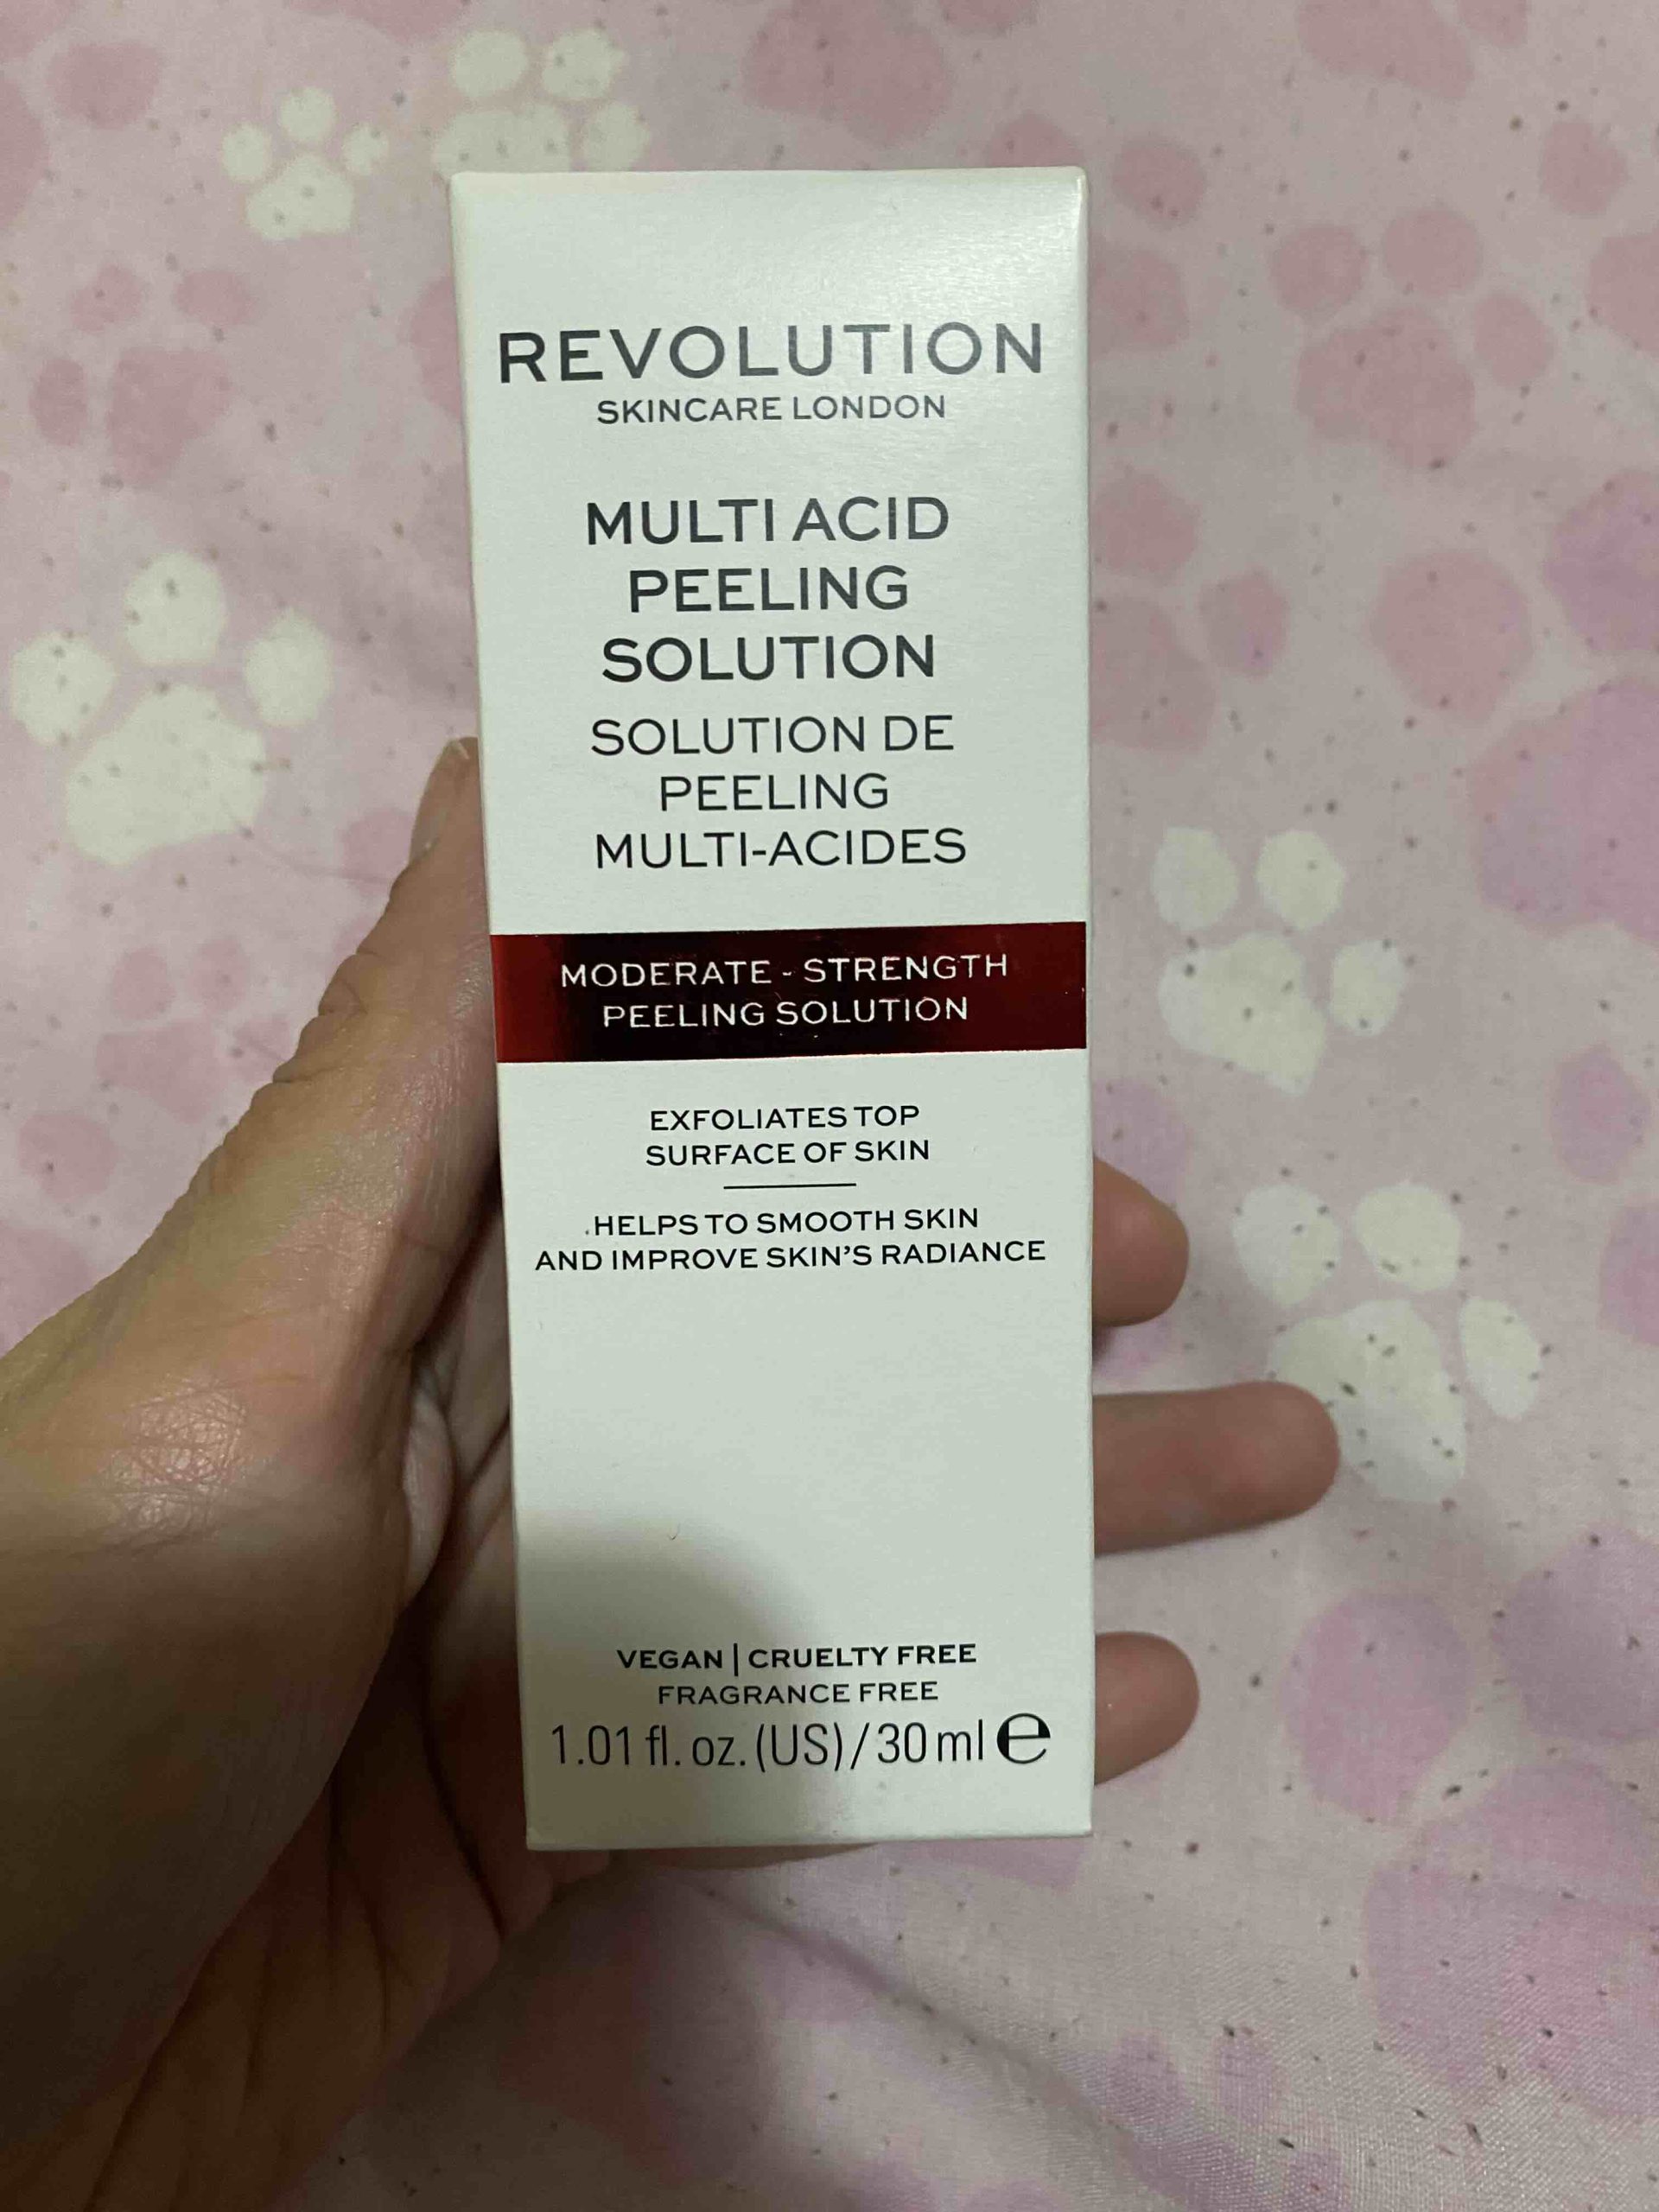 REVOLUTION
SKINCARE LONDON
MULTI ACID
PEELING
SOLUTION
SOLUTION DE
PEELING
MULTI-ACIDES
MODERATE - STRENGTH
PEELING SOLUTION
EXFOLIATES TOP
SURFACE OF SKIN
HELPS TO SMOOTH SKIN
AND IMPROVE SKIN'S RADIANCE
VEGAN | CRUELTY FREE
FRAGRANCE FREE
1.01 fl. oz. (US) / 30 ml ℮